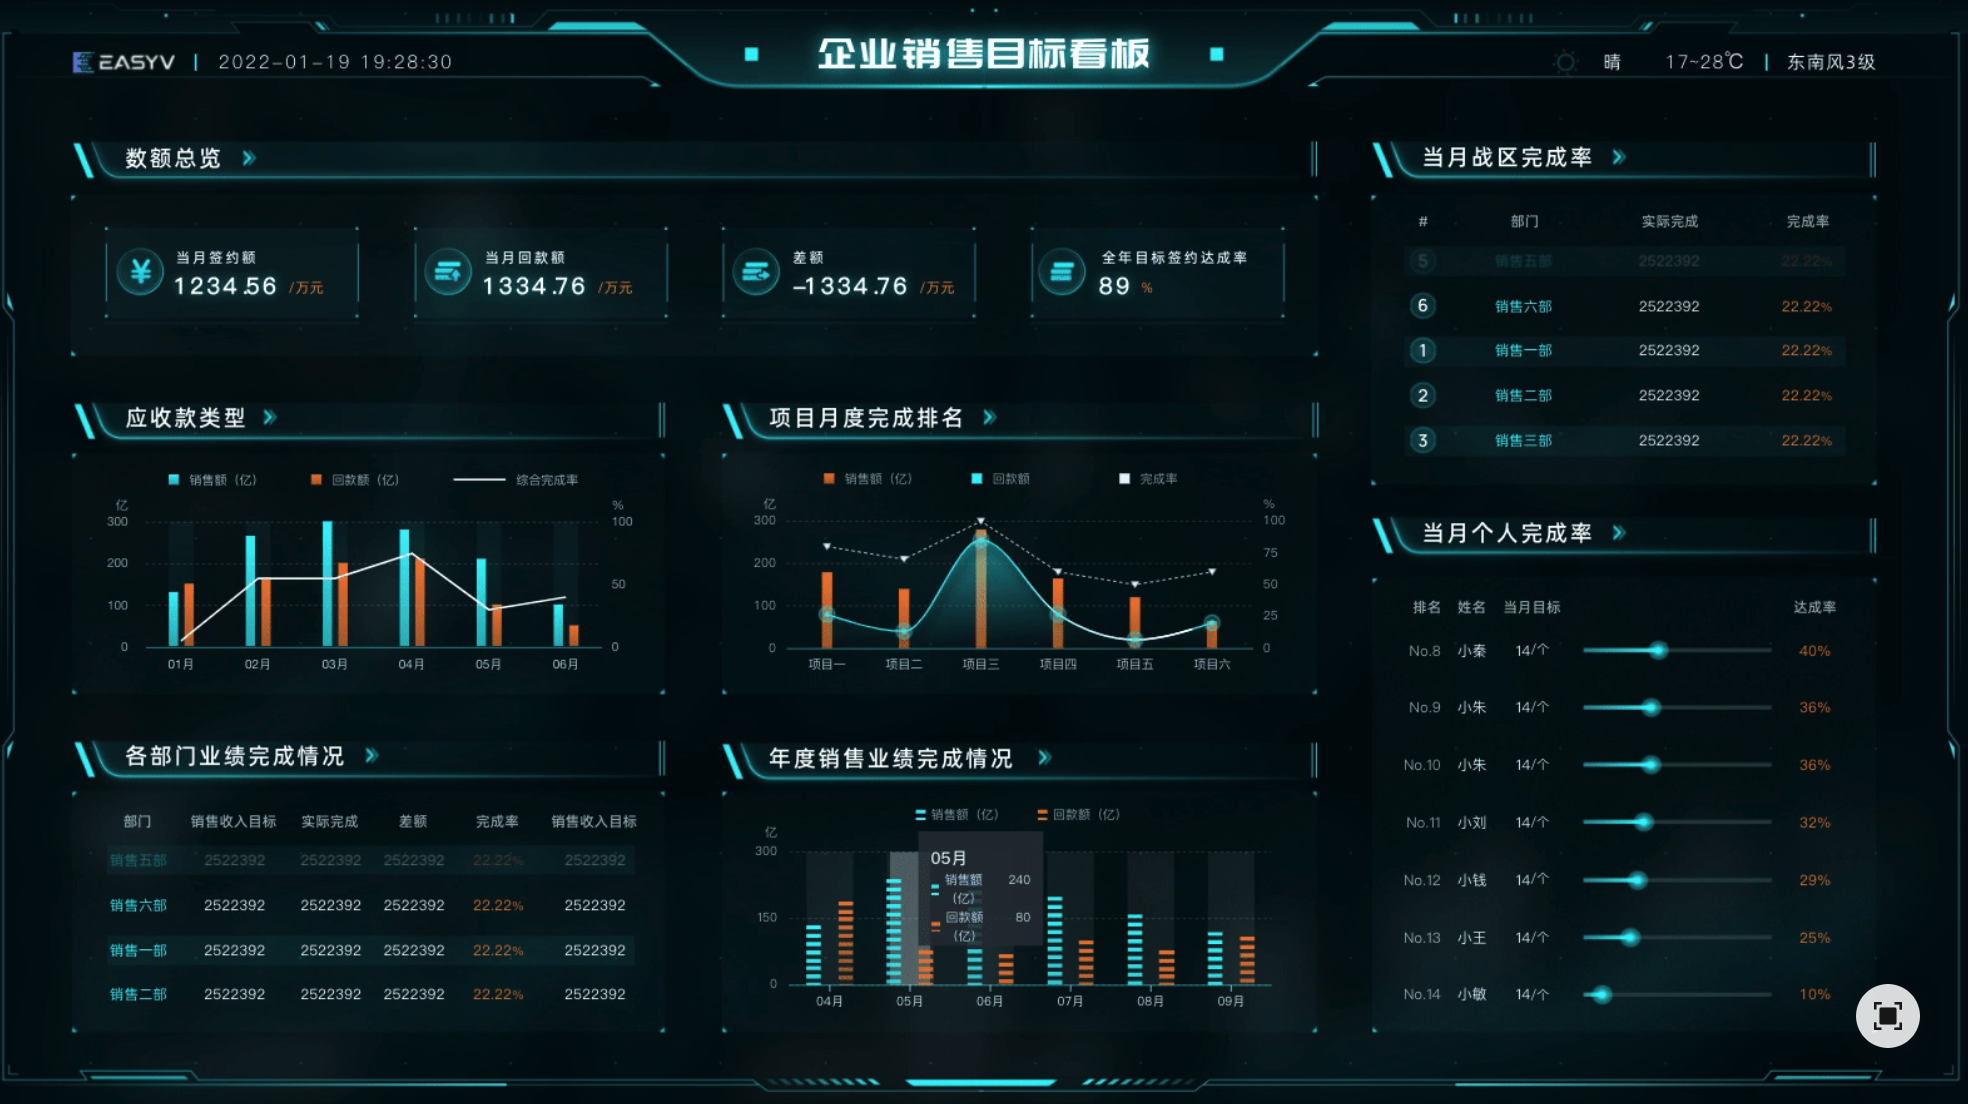 企业销售目标看板
EASYV | 2022-01-19 19:28:30
晴 17~28℃ | 东南风3级
数额总览
当月签约额
1234.56 /万元
当月回款额
1334.76 /万元
差额
-1334.76 /万元
全年目标签约达成率
89 %
应收款类型
销售额（亿） 回款额（亿） 综合完成率
亿 %
300 100
200
50
100
0 0
01月 02月 03月 04月 05月 06月
项目月度完成排名
销售额（亿） 回款额 完成率
亿 %
300 100
75
200
50
100
25
0 0
项目一 项目二 项目三 项目四 项目五 项目六
各部门业绩完成情况
部门 销售收入目标 实际完成 差额 完成率 销售收入目标
销售五部 2522392 2522392 2522392 22.22% 2522392
销售六部 2522392 2522392 2522392 22.22% 2522392
销售一部 2522392 2522392 2522392 22.22% 2522392
销售二部 2522392 2522392 2522392 22.22% 2522392
年度销售业绩完成情况
销售额（亿） 回款额（亿）
亿
300
150
0
05月
销售额（亿） 240
回款额（亿） 80
04月 05月 06月 07月 08月 09月
当月战区完成率
# 部门 实际完成 完成率
5 销售五部 2522392 22.22%
6 销售六部 2522392 22.22%
1 销售一部 2522392 22.22%
2 销售二部 2522392 22.22%
3 销售三部 2522392 22.22%
当月个人完成率
排名 姓名 当月目标 达成率
No.8 小秦 14/个 40%
No.9 小朱 14/个 36%
No.10 小朱 14/个 36%
No.11 小刘 14/个 32%
No.12 小钱 14/个 29%
No.13 小王 14/个 25%
No.14 小敏 14/个 10%